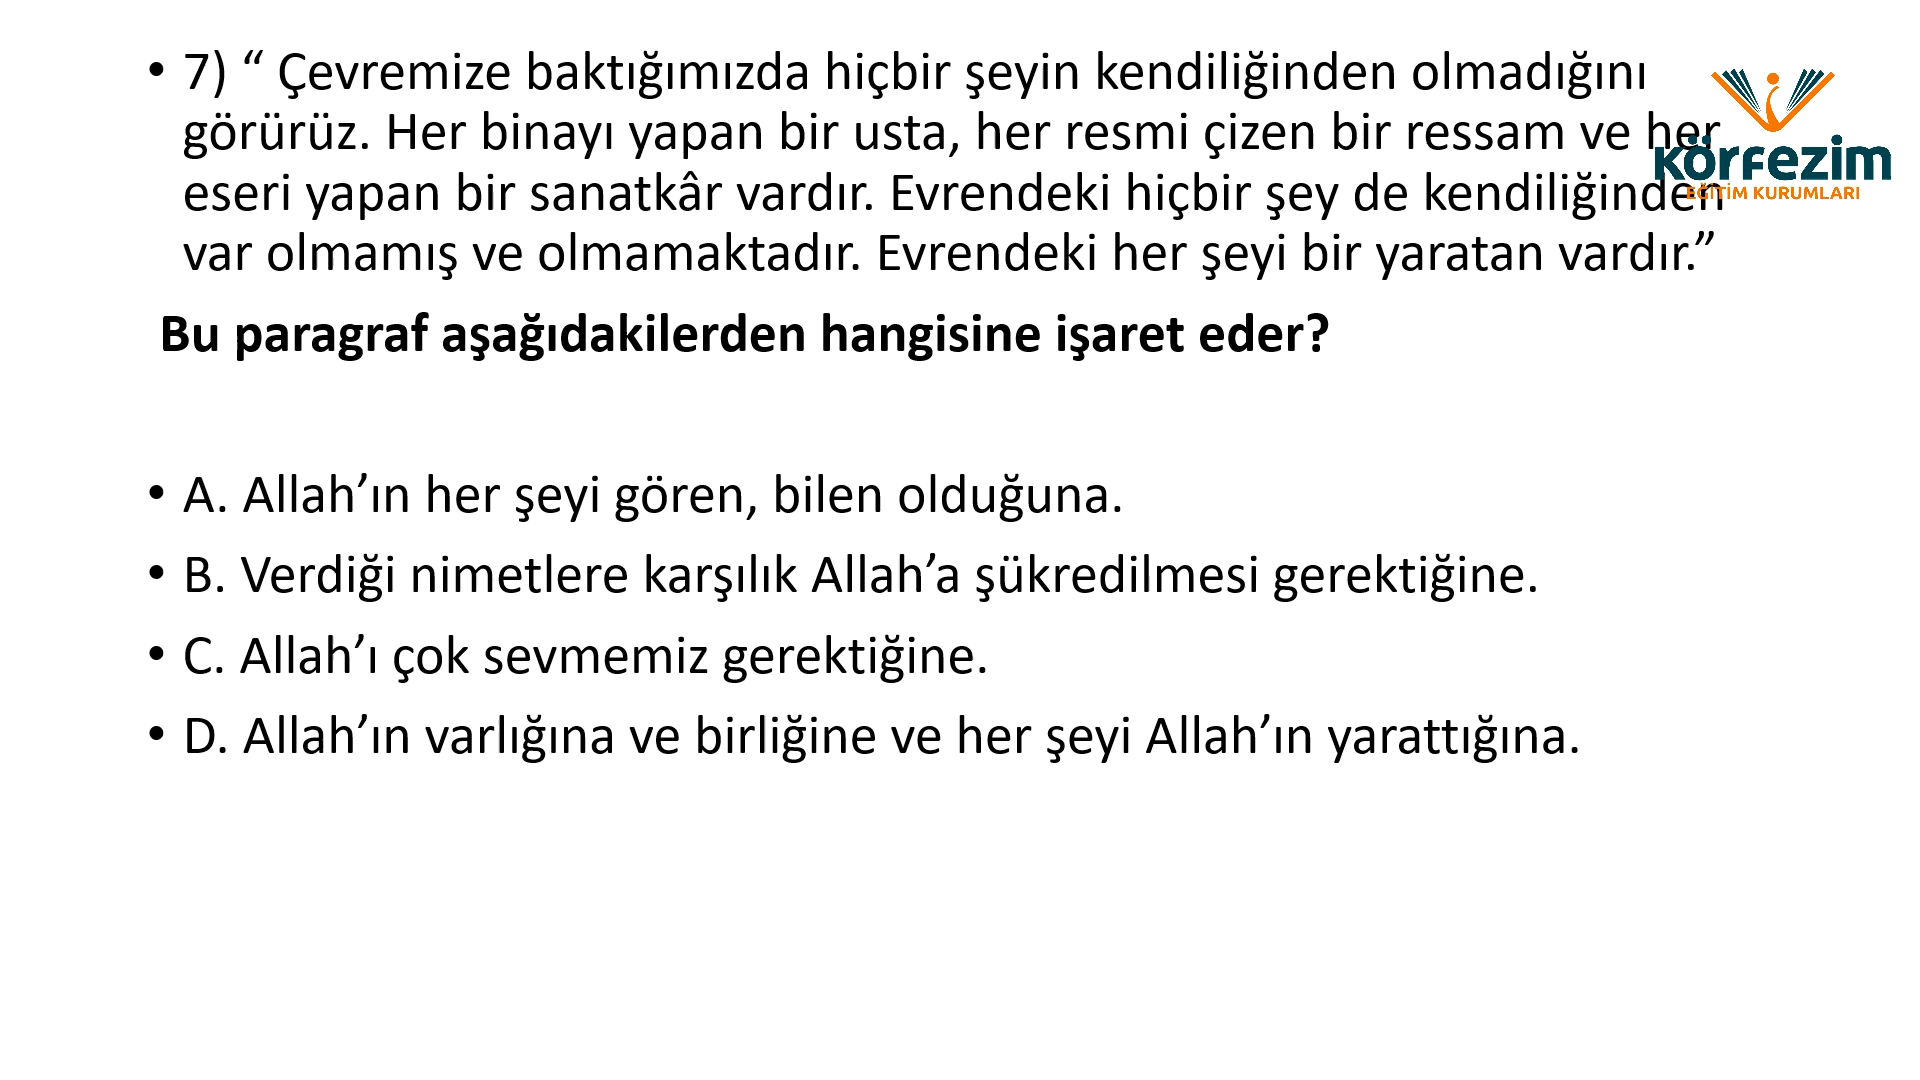 • 7) “ Çevremize baktığımızda hiçbir şeyin kendiliğinden olmadığını
görürüz. Her binayı yapan bir usta, her resmi çizen bir ressam ve her
eseri yapan bir sanatkâr vardır. Evrendeki hiçbir şey de kendiliğinden
var olmamış ve olmamaktadır. Evrendeki her şeyi bir yaratan vardır.”
körfezim
EĞİTİM KURUMLARI
Bu paragraf aşağıdakilerden hangisine işaret eder?
• A. Allah’ın her şeyi gören, bilen olduğuna.
• B. Verdiği nimetlere karşılık Allah’a şükredilmesi gerektiğine.
• C. Allah’ı çok sevmemiz gerektiğine.
• D. Allah’ın varlığına ve birliğine ve her şeyi Allah’ın yarattığına.